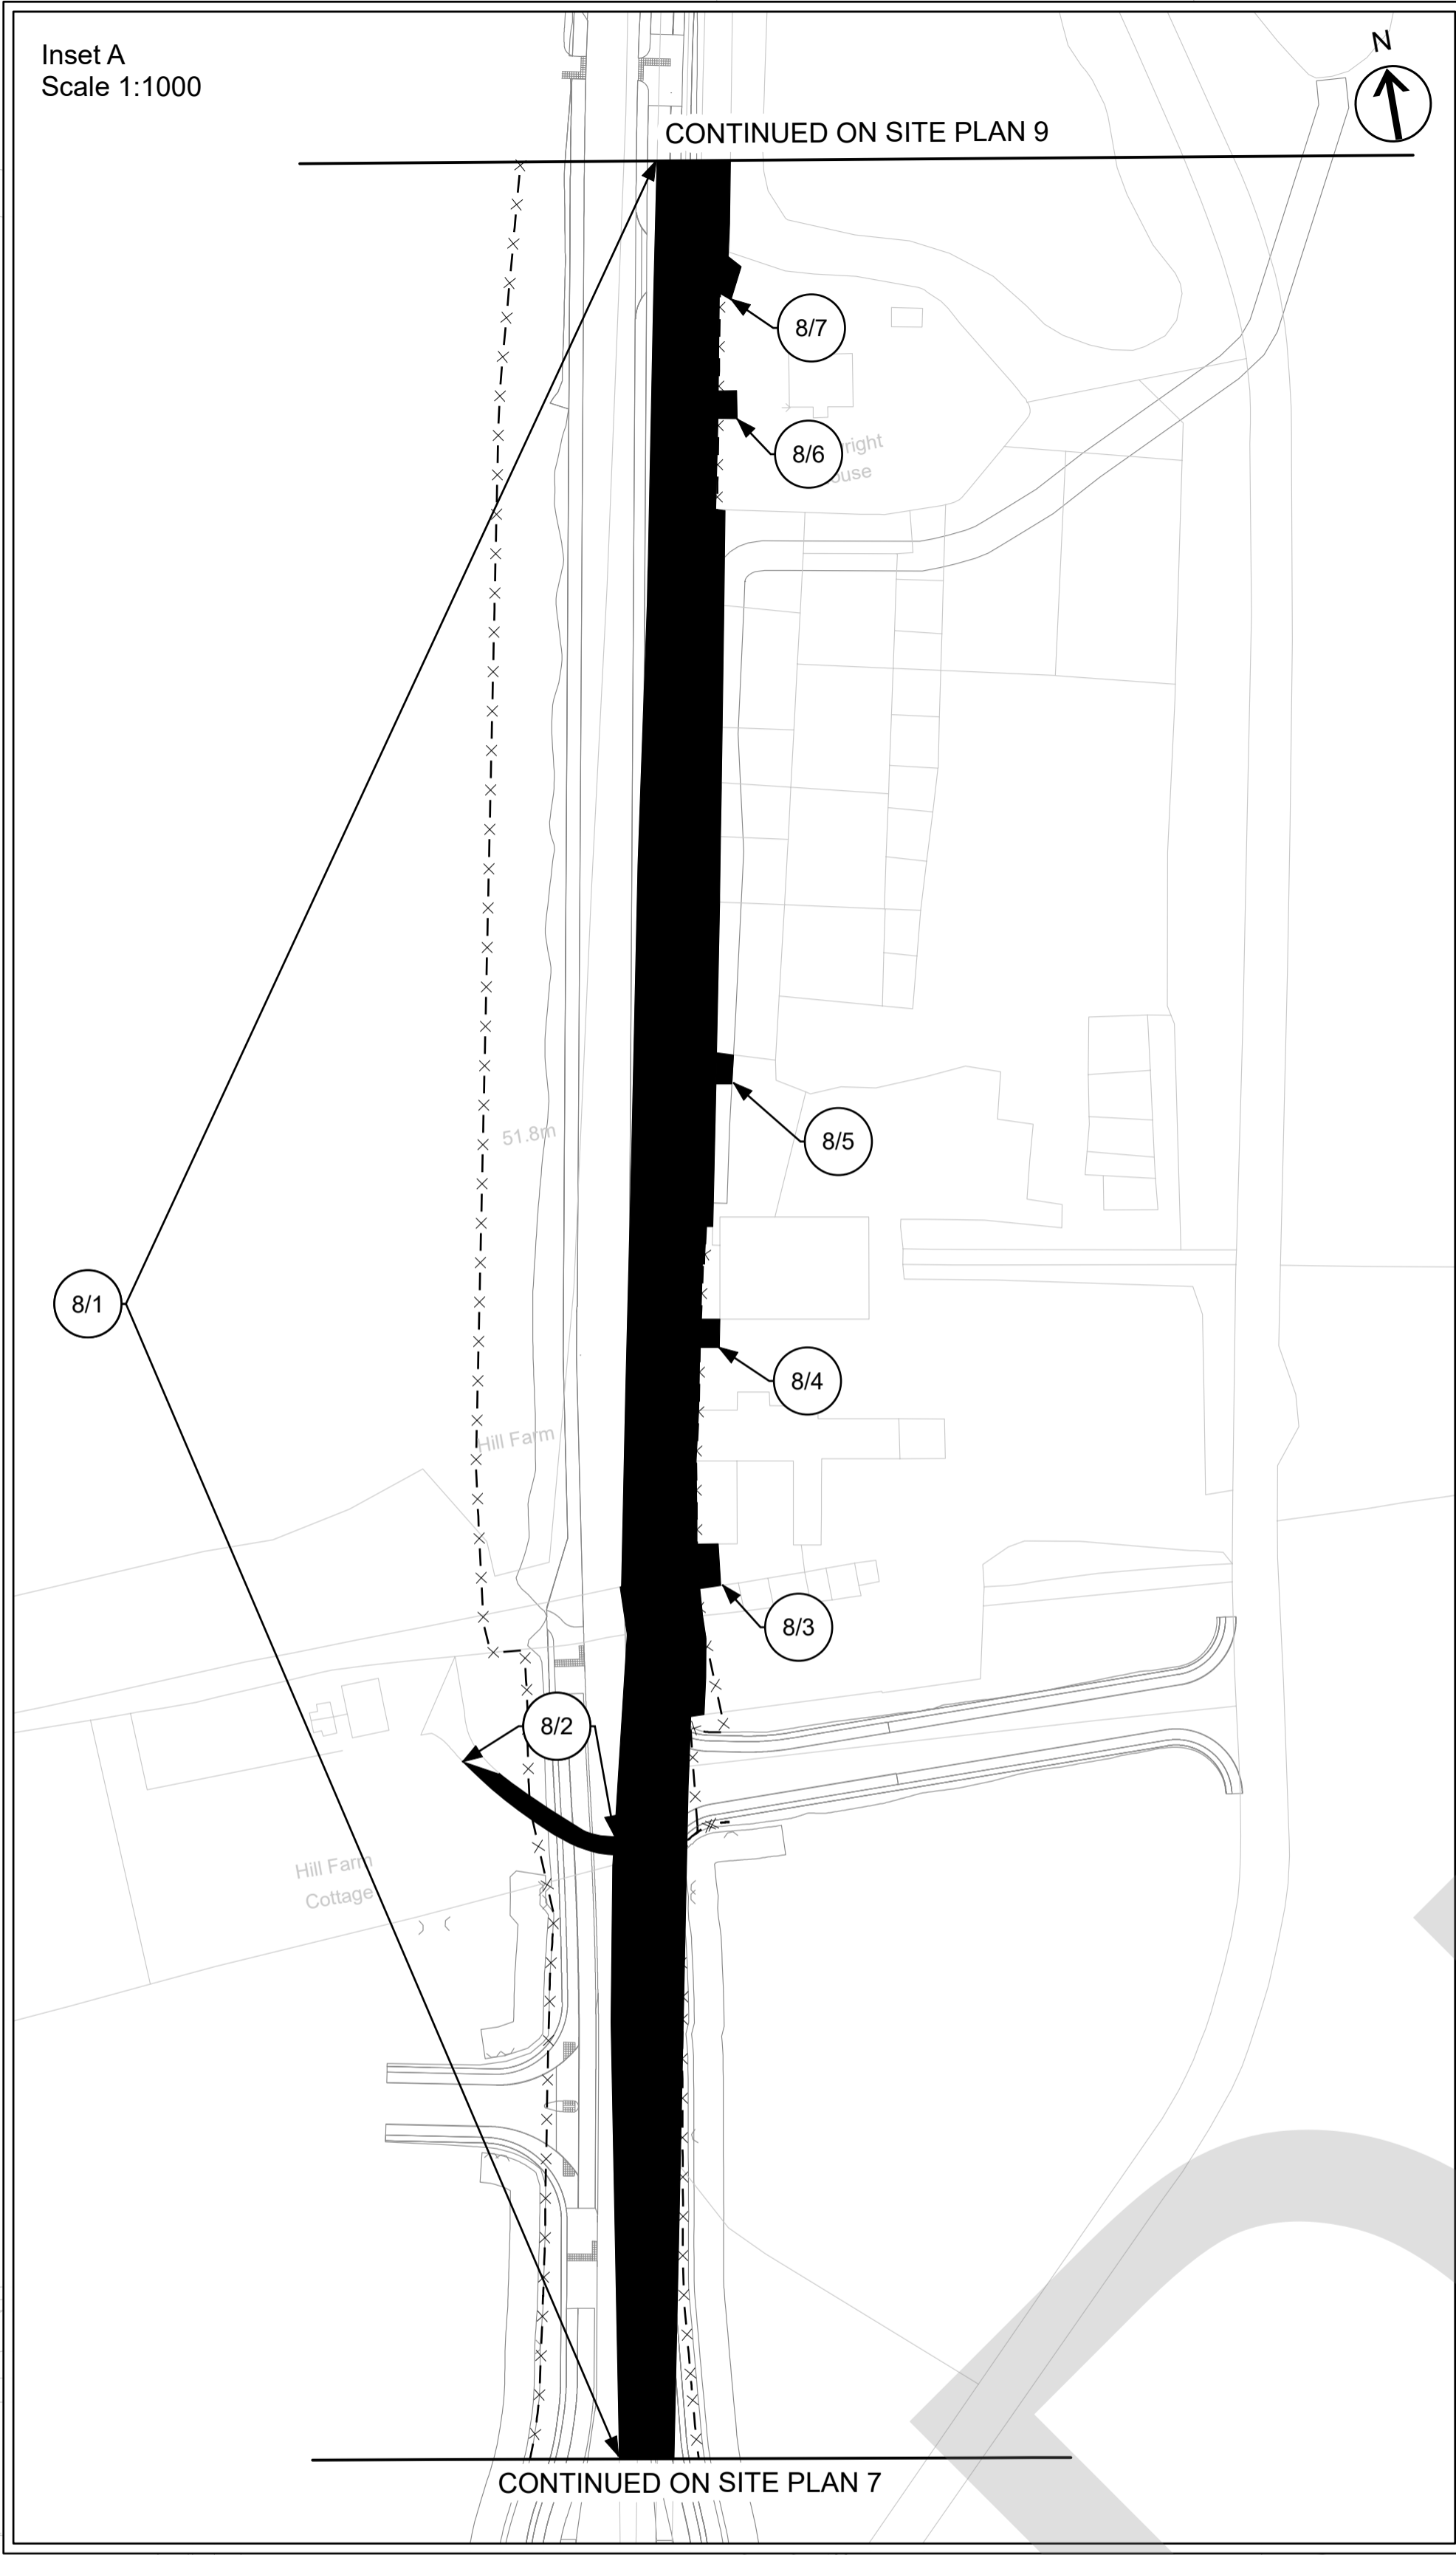 Inset A
Scale 1:1000
N
CONTINUED ON SITE PLAN 9
8/7
8/6
8/5
51.8m
8/1
8/4
Hill Farm
8/3
8/2
Hill Farm
Cottage
CONTINUED ON SITE PLAN 7